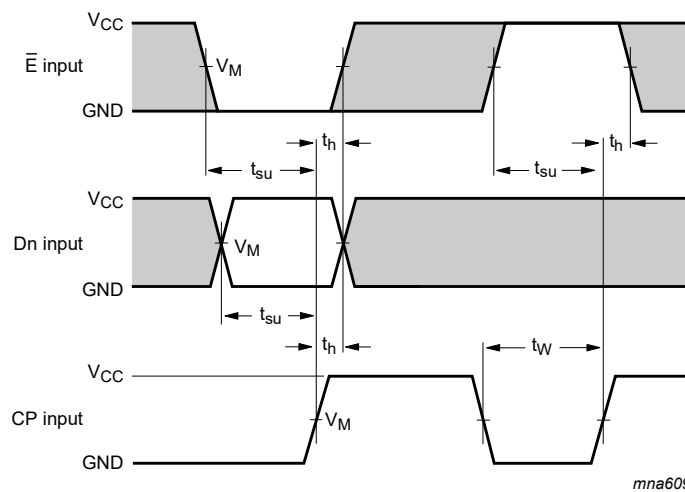 VCC
E̅ input
VM
GND
th
th
tsu
tsu
VCC
Dn input
VM
GND
tsu
th
tW
VCC
CP input
VM
GND
mna609